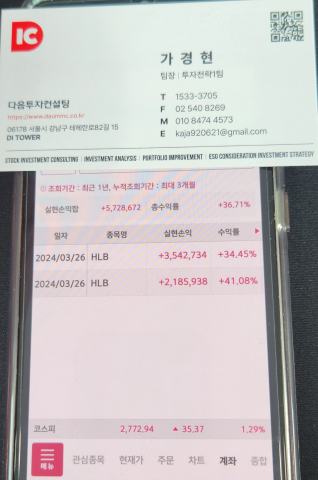 IC
가 경 현
팀장 | 투자전략1팀
다음투자컨설팅
https://www.daummc.co.kr
06178 서울시 강남구 테헤란로82길 15
DI TOWER
T 1533-3705
F 02 540 8269
M 010 8474 4573
E kaja920621@gmail.com
STOCK INVESTMENT CONSULTING | INVESTMENT ANALYSIS | PORTFOLIO IMPROVEMENT | ESG CONSIDERATION INVESTMENT STRATEGY
조회기간 : 최근 1년, 누적조회기간 : 최대 3개월
실현손익합 +5,728,672 총수익률 +36.71%
일자 종목명 실현손익 수익률
2024/03/26 HLB +3,542,734 +34.45%
2024/03/26 HLB +2,185,938 +41.08%
코스피 2,772.94 ▲ 35.37 1.29%
메뉴 관심종목 현재가 주문 차트 계좌 종합